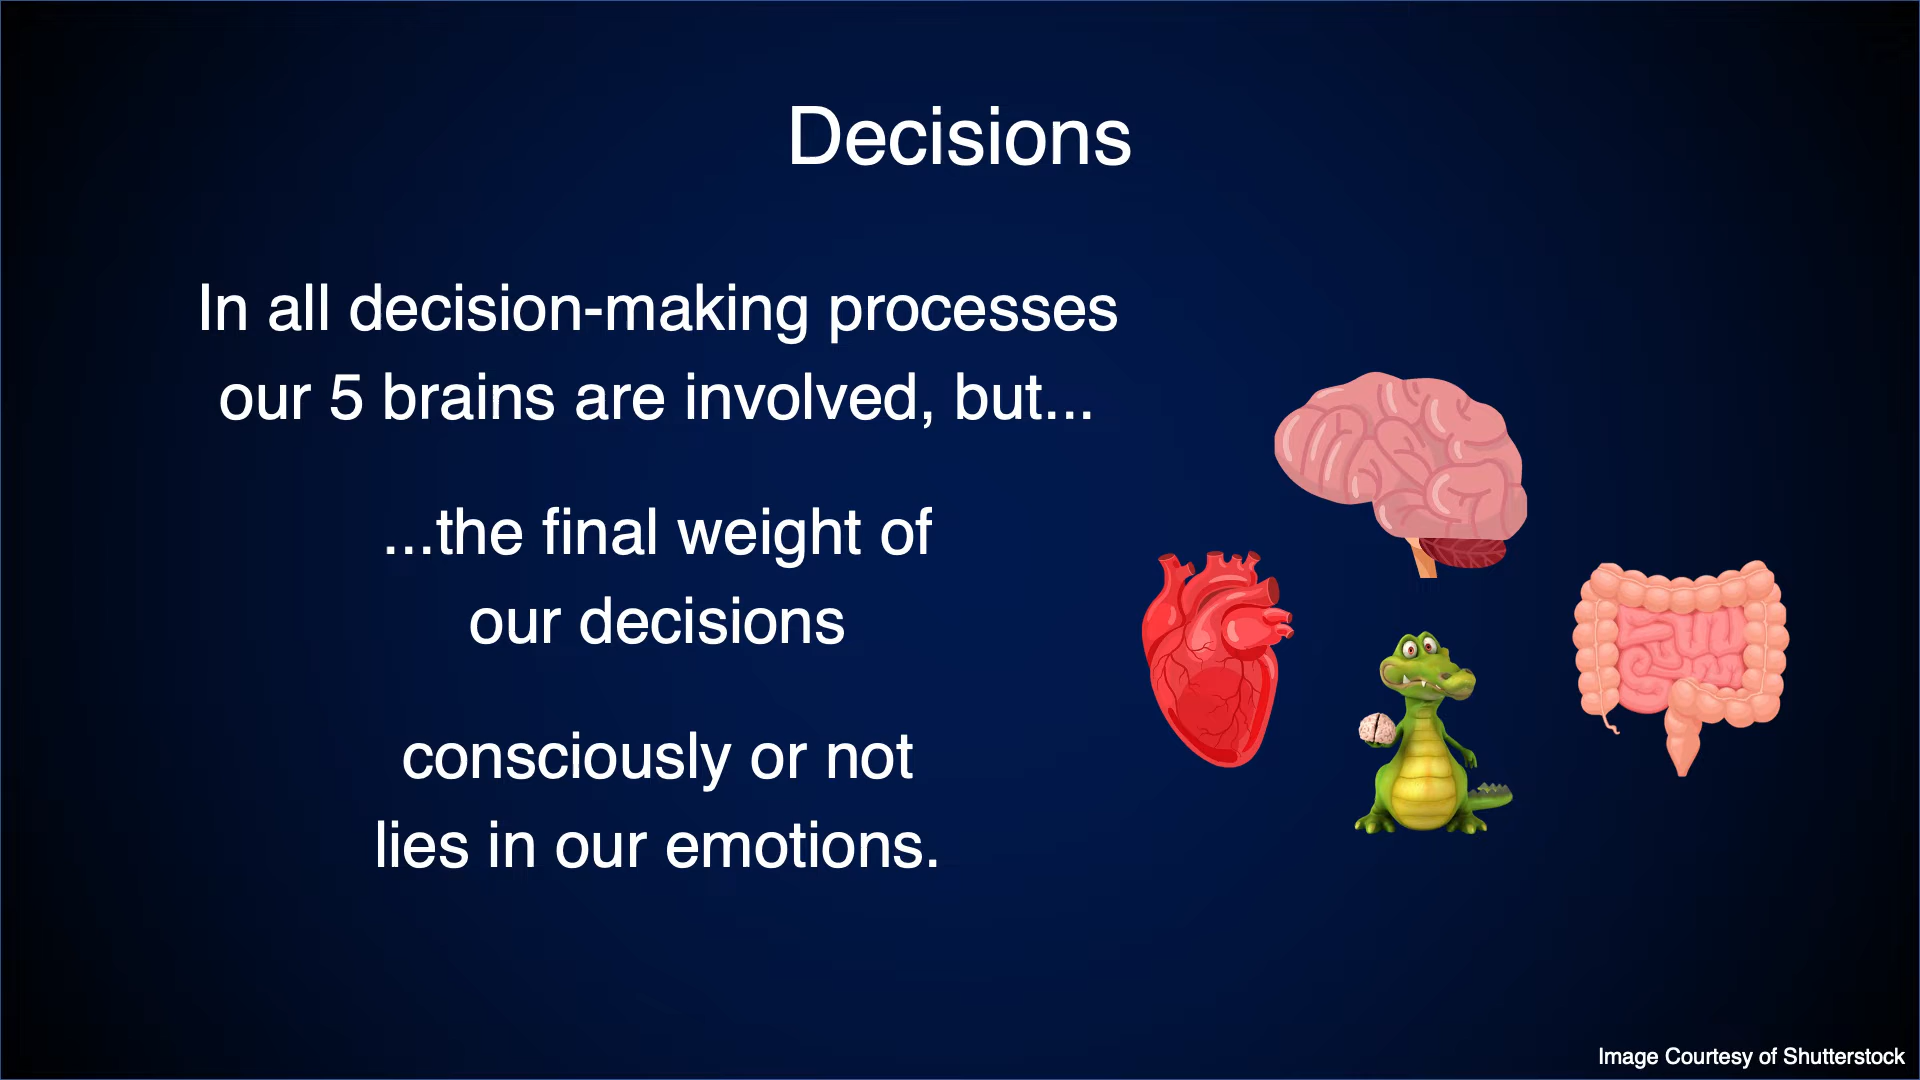 Decisions
In all decision-making processes
our 5 brains are involved, but...
...the final weight of
our decisions
consciously or not
lies in our emotions.
Image Courtesy of Shutterstock